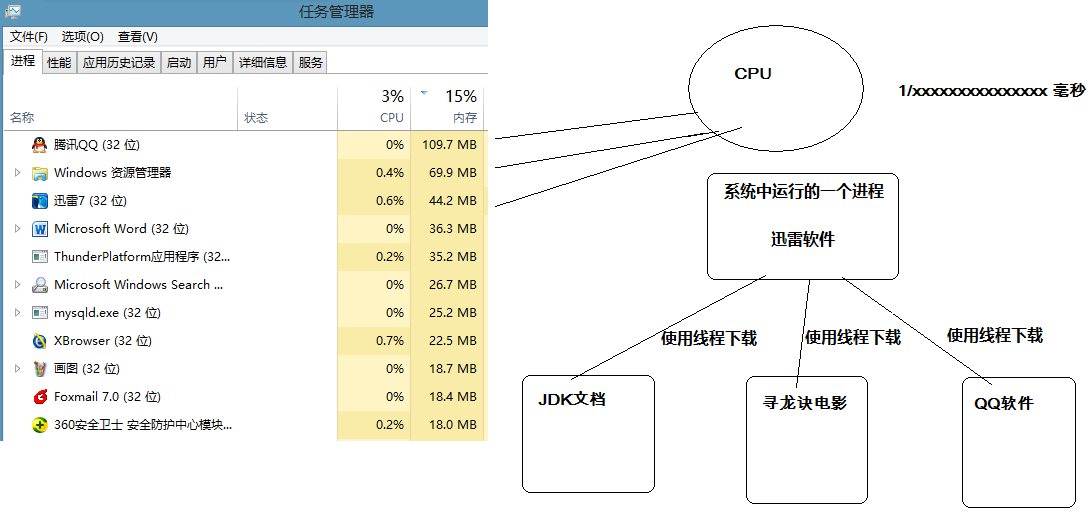 任务管理器
文件(F) 选项(O) 查看(V)
进程 性能 应用历史记录 启动 用户 详细信息 服务
3% 15%
名称 状态 CPU 内存
腾讯QQ (32 位) 0% 109.7 MB
Windows 资源管理器 0.4% 69.9 MB
迅雷7 (32 位) 0.6% 44.2 MB
Microsoft Word (32 位) 0% 36.3 MB
ThunderPlatform应用程序 (32... 0.2% 35.2 MB
Microsoft Windows Search ... 0% 26.7 MB
mysqld.exe (32 位) 0% 25.2 MB
XBrowser (32 位) 0.7% 22.5 MB
画图 (32 位) 0% 18.7 MB
Foxmail 7.0 (32 位) 0% 18.4 MB
360安全卫士 安全防护中心模块... 0.2% 18.0 MB
CPU
1/xxxxxxxxxxxxxxx 毫秒
系统中运行的一个进程
迅雷软件
使用线程下载 使用线程下载 使用线程下载
JDK文档 寻龙诀电影 QQ软件